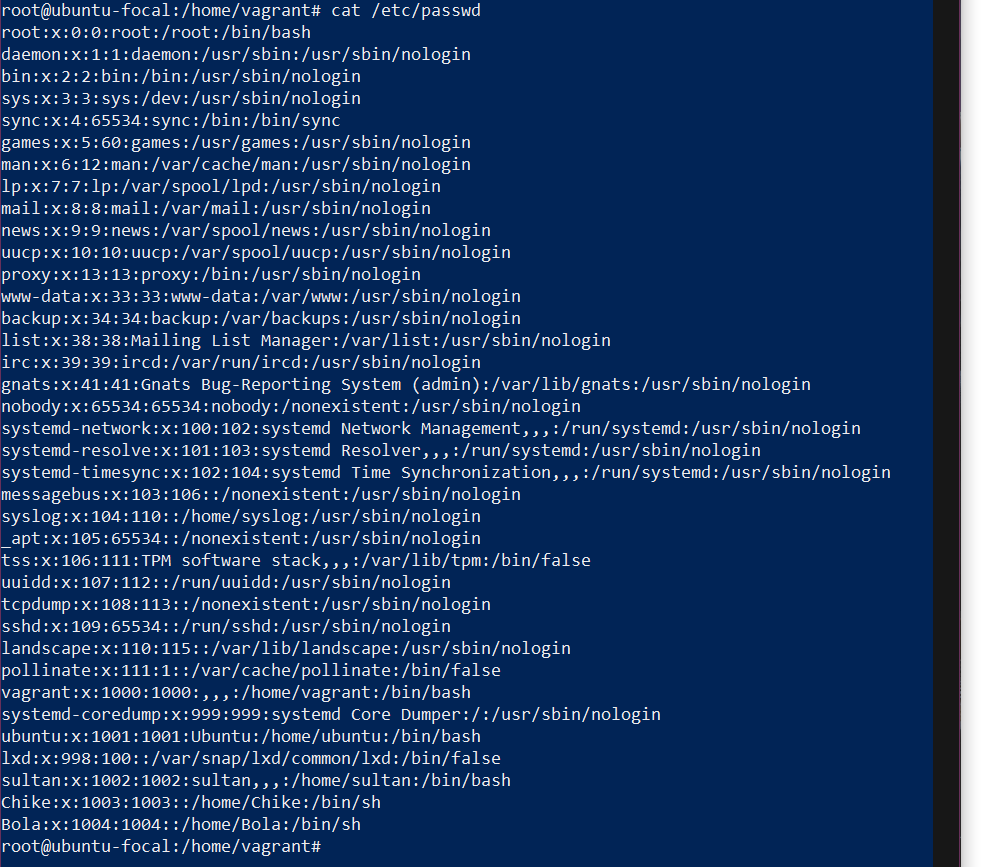 root@ubuntu-focal:/home/vagrant# cat /etc/passwd
root:x:0:0:root:/root:/bin/bash
daemon:x:1:1:daemon:/usr/sbin:/usr/sbin/nologin
bin:x:2:2:bin:/bin:/usr/sbin/nologin
sys:x:3:3:sys:/dev:/usr/sbin/nologin
sync:x:4:65534:sync:/bin:/bin/sync
games:x:5:60:games:/usr/games:/usr/sbin/nologin
man:x:6:12:man:/var/cache/man:/usr/sbin/nologin
lp:x:7:7:lp:/var/spool/lpd:/usr/sbin/nologin
mail:x:8:8:mail:/var/mail:/usr/sbin/nologin
news:x:9:9:news:/var/spool/news:/usr/sbin/nologin
uucp:x:10:10:uucp:/var/spool/uucp:/usr/sbin/nologin
proxy:x:13:13:proxy:/bin:/usr/sbin/nologin
www-data:x:33:33:www-data:/var/www:/usr/sbin/nologin
backup:x:34:34:backup:/var/backups:/usr/sbin/nologin
list:x:38:38:Mailing List Manager:/var/list:/usr/sbin/nologin
irc:x:39:39:ircd:/var/run/ircd:/usr/sbin/nologin
gnats:x:41:41:Gnats Bug-Reporting System (admin):/var/lib/gnats:/usr/sbin/nologin
nobody:x:65534:65534:nobody:/nonexistent:/usr/sbin/nologin
systemd-network:x:100:102:systemd Network Management,,,:/run/systemd:/usr/sbin/nologin
systemd-resolve:x:101:103:systemd Resolver,,,:/run/systemd:/usr/sbin/nologin
systemd-timesync:x:102:104:systemd Time Synchronization,,,:/run/systemd:/usr/sbin/nologin
messagebus:x:103:106::/nonexistent:/usr/sbin/nologin
syslog:x:104:110::/home/syslog:/usr/sbin/nologin
_apt:x:105:65534::/nonexistent:/usr/sbin/nologin
tss:x:106:111:TPM software stack,,,:/var/lib/tpm:/bin/false
uuidd:x:107:112::/run/uuidd:/usr/sbin/nologin
tcpdump:x:108:113::/nonexistent:/usr/sbin/nologin
sshd:x:109:65534::/run/sshd:/usr/sbin/nologin
landscape:x:110:115::/var/lib/landscape:/usr/sbin/nologin
pollinate:x:111:1::/var/cache/pollinate:/bin/false
vagrant:x:1000:1000:,,,:/home/vagrant:/bin/bash
systemd-coredump:x:999:999:systemd Core Dumper:/:/usr/sbin/nologin
ubuntu:x:1001:1001:Ubuntu:/home/ubuntu:/bin/bash
lxd:x:998:100::/var/snap/lxd/common/lxd:/bin/false
sultan:x:1002:1002:sultan,,,:/home/sultan:/bin/bash
Chike:x:1003:1003::/home/Chike:/bin/sh
Bola:x:1004:1004::/home/Bola:/bin/sh
root@ubuntu-focal:/home/vagrant#